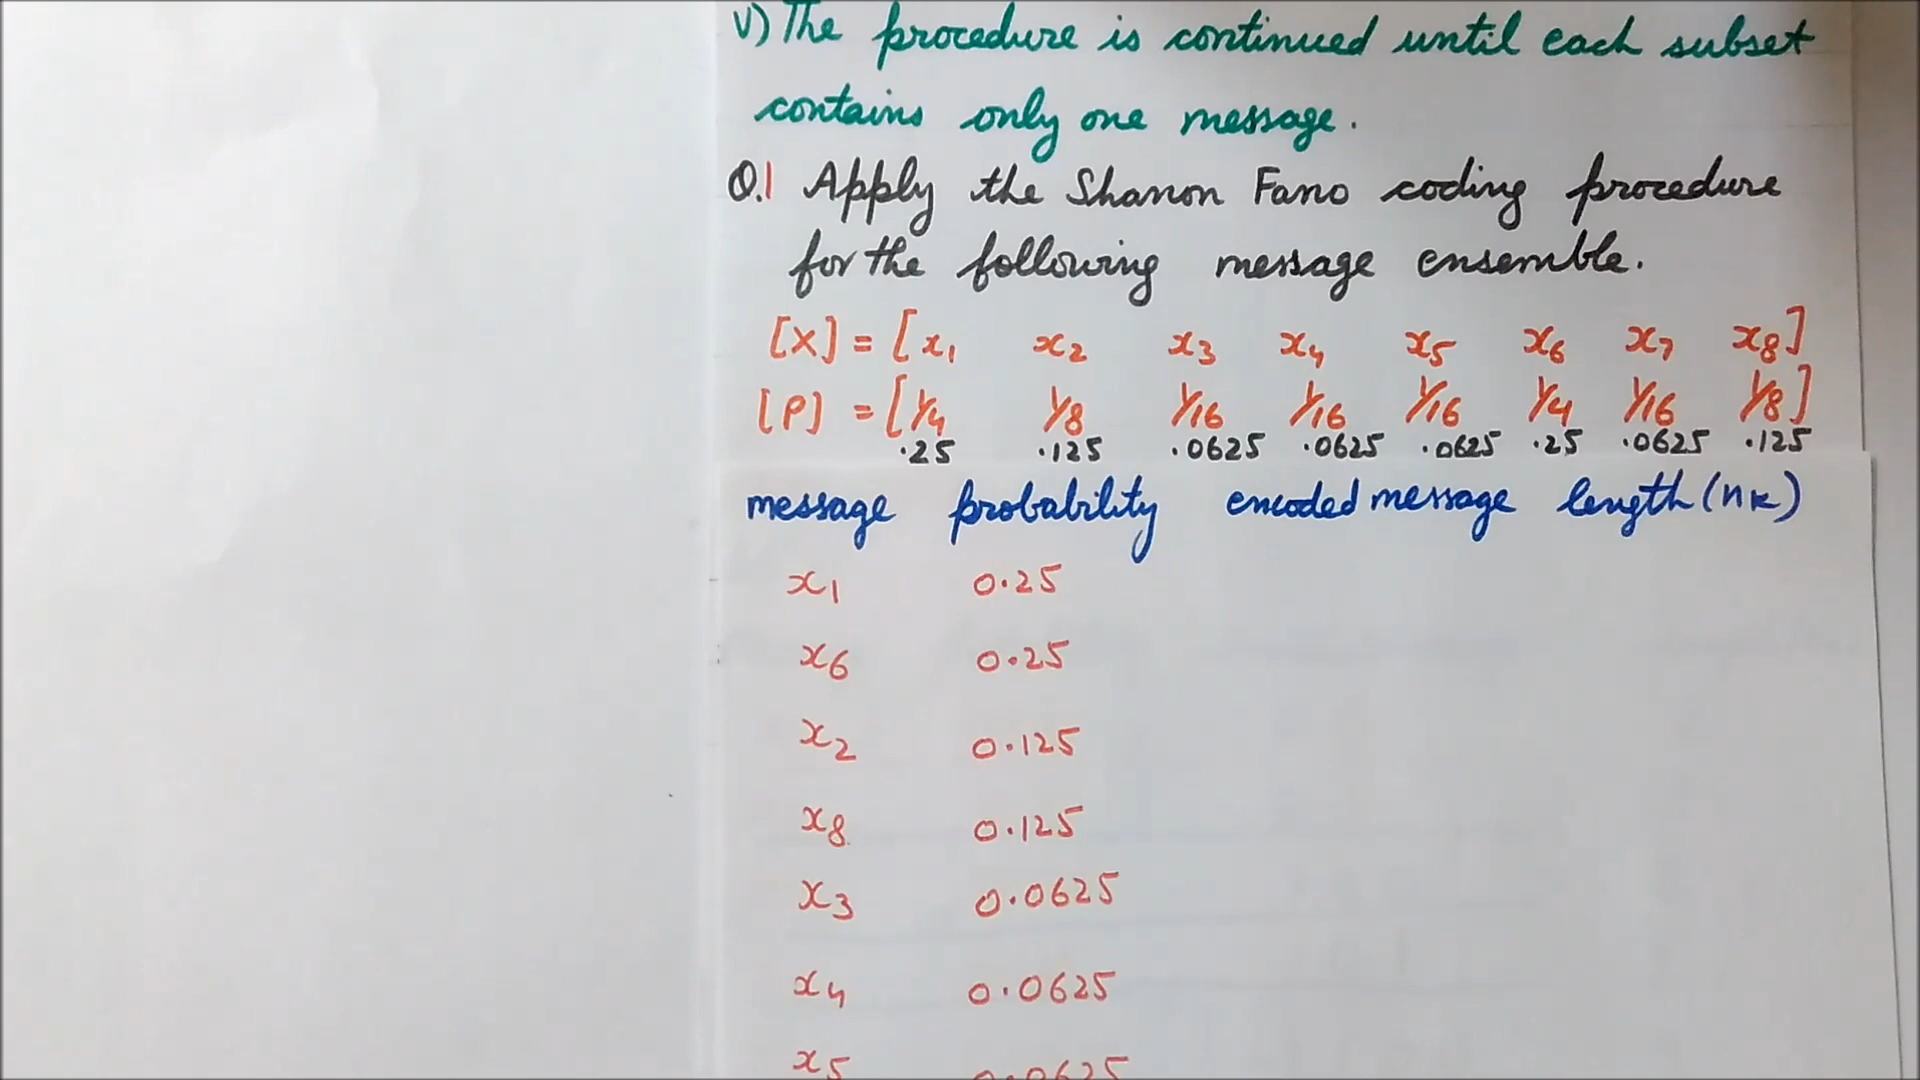 V) The procedure is continued until each subset
contains only one message.
Q.1 Apply the Shanon Fano coding procedure
for the following message ensemble.
[X] = [x1 x2 x3 x4 x5 x6 x7 x8]
[P] = [1/4 1/8 1/16 1/16 1/16 1/4 1/16 1/8]
.25 .125 .0625 .0625 .0625 .25 .0625 .125
message probability encoded message length (nk)
x1 0.25
x6 0.25
x2 0.125
x8 0.125
x3 0.0625
x4 0.0625
x5 0.0625